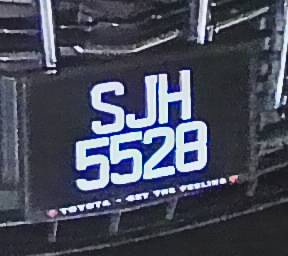 SJH
5528
TOYOTA - GET THE FEELING